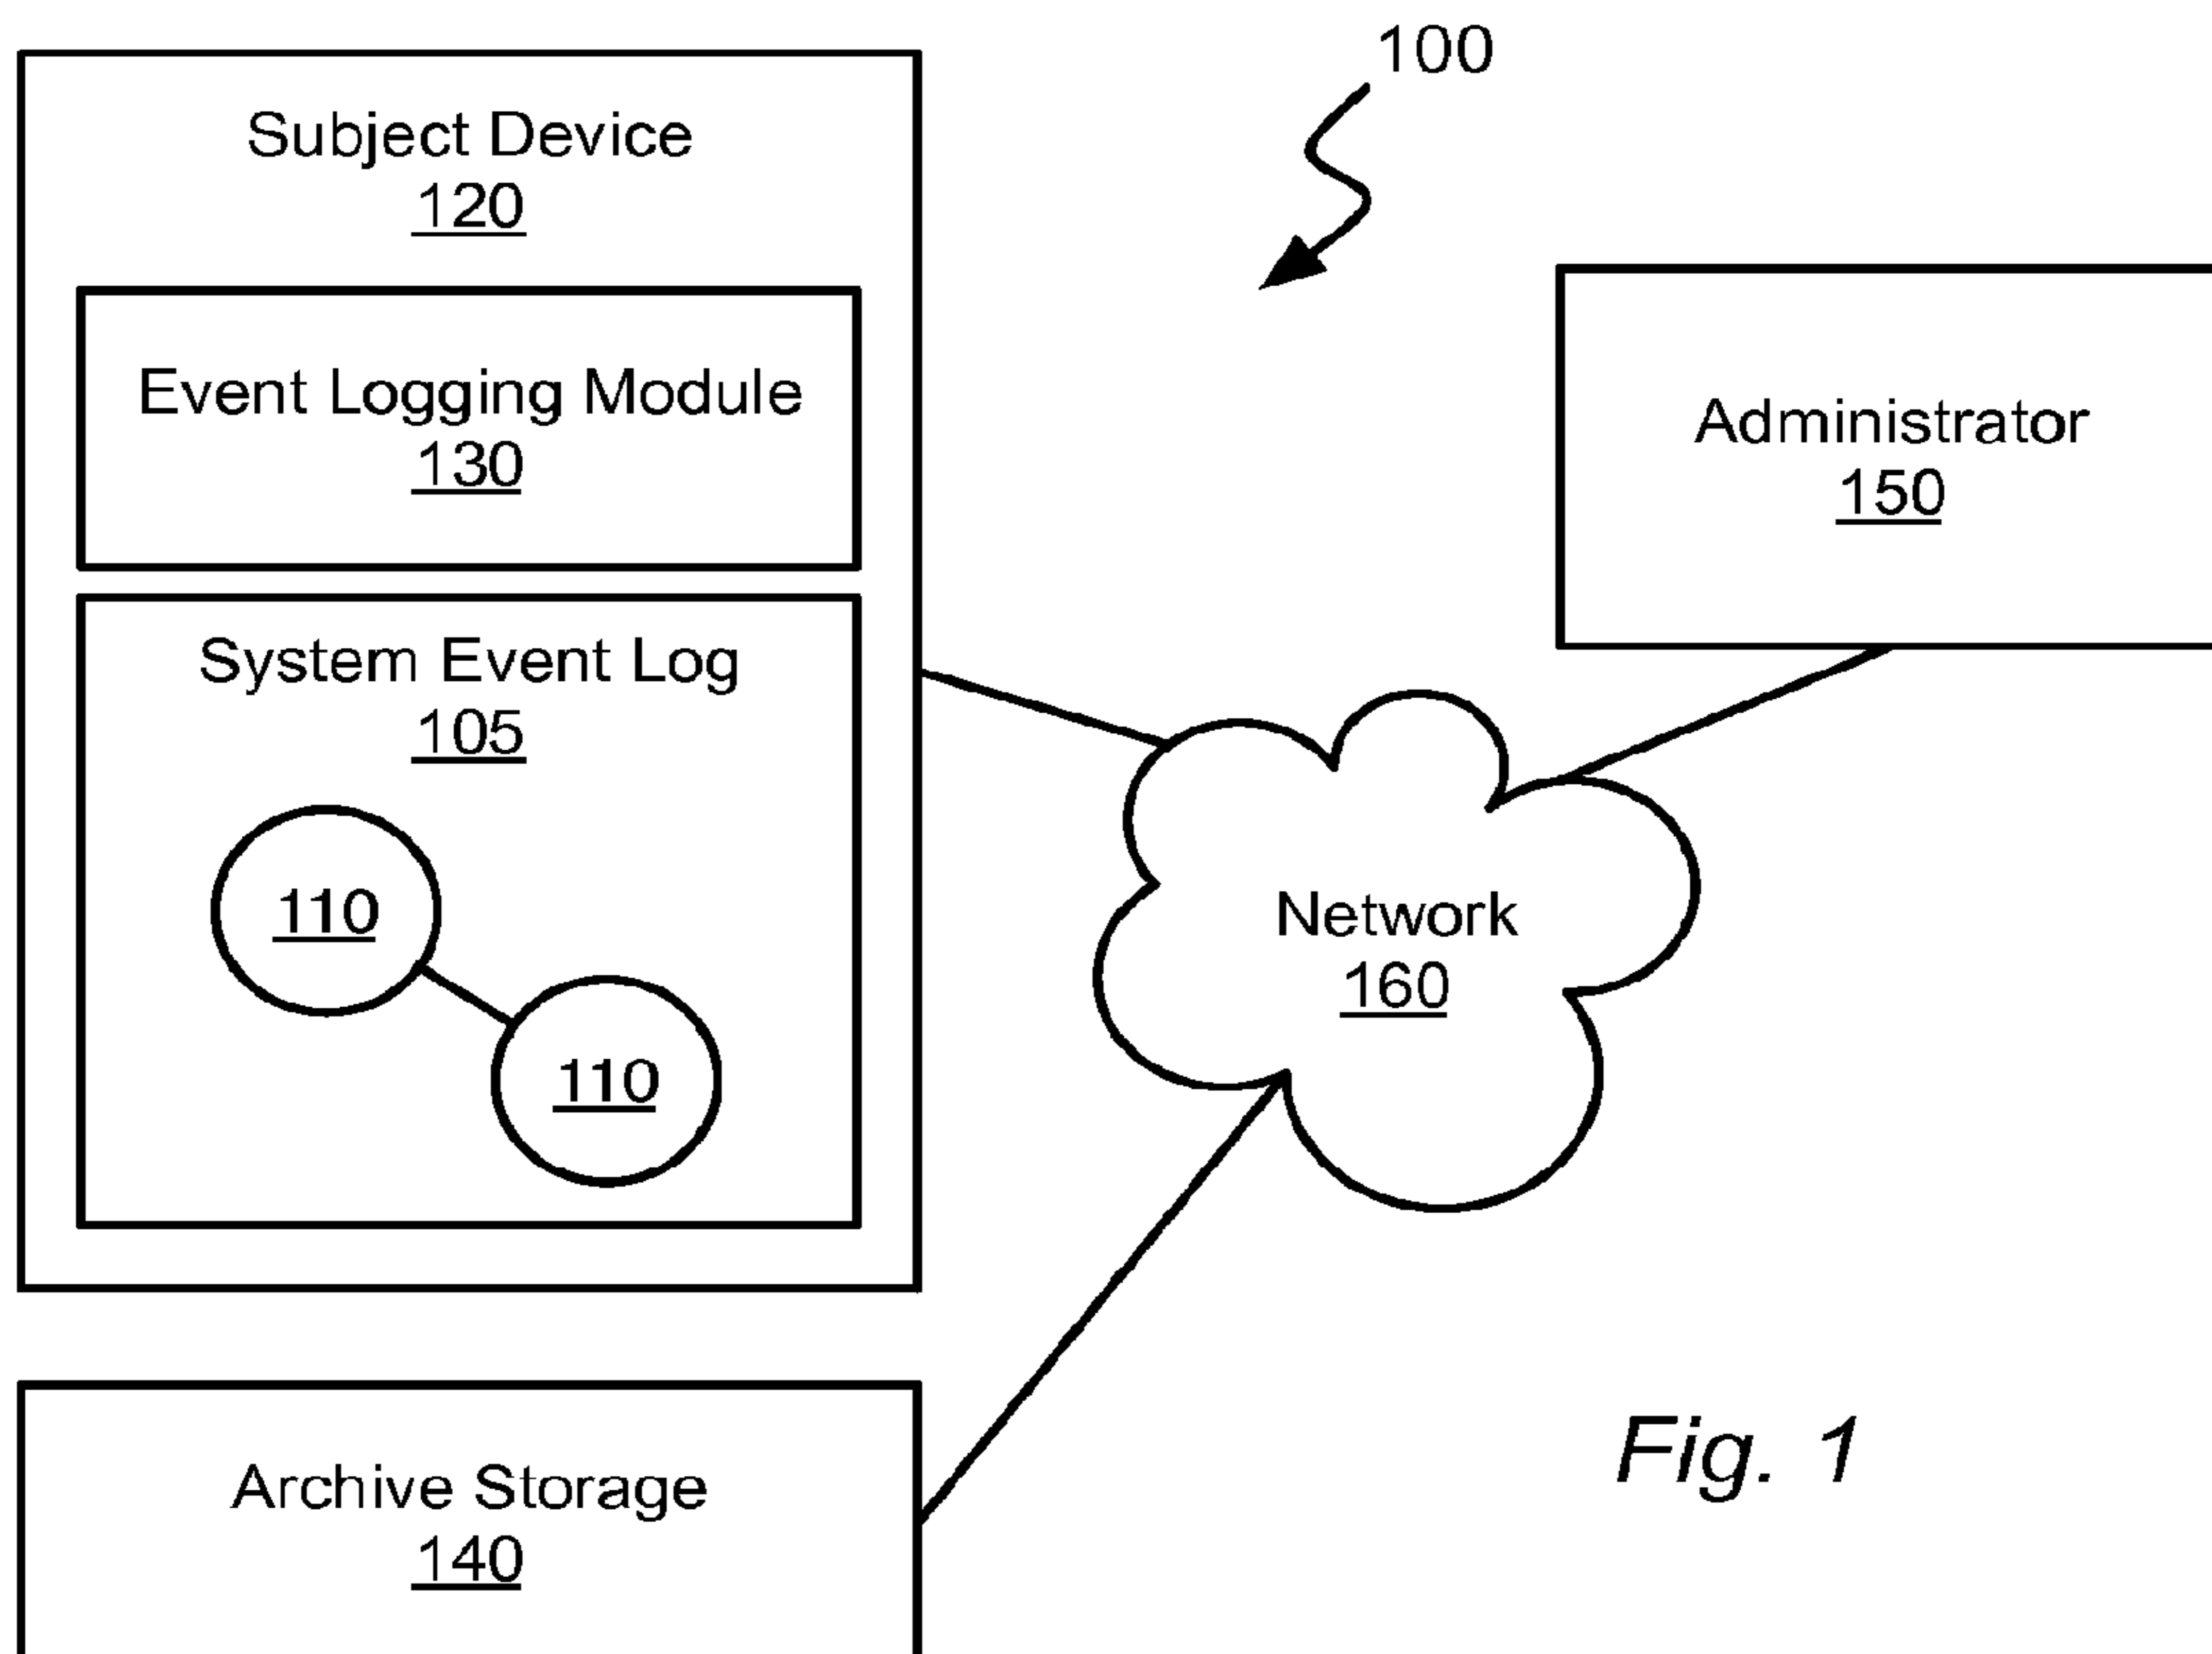 100
Subject Device
120
Event Logging Module
130
Administrator
150
System Event Log
105
110
110
Network
160
Archive Storage
140
Fig. 1